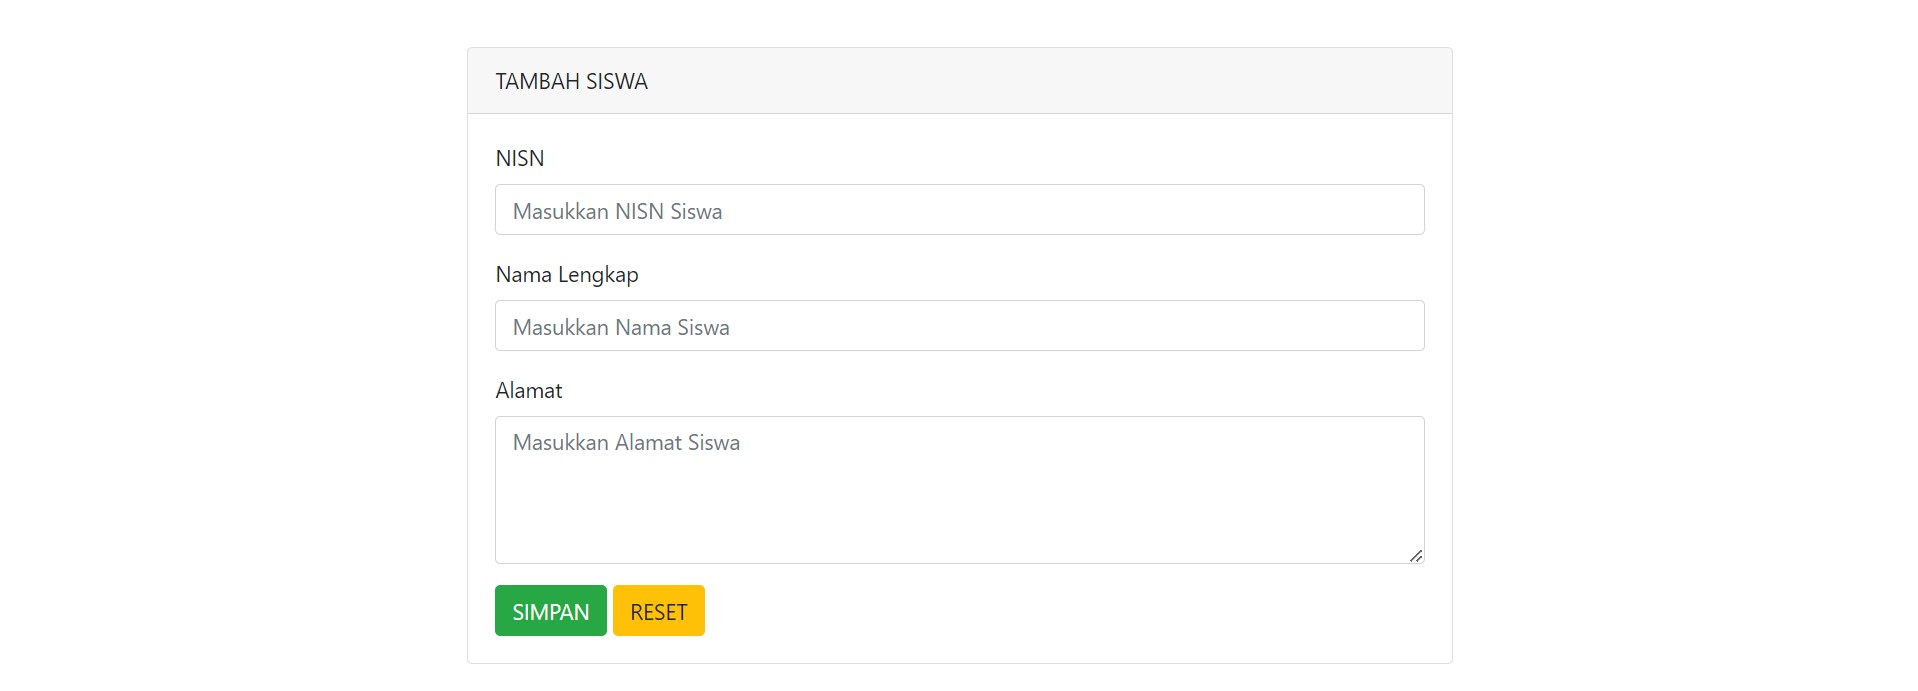 TAMBAH SISWA
NISN
Masukkan NISN Siswa
Nama Lengkap
Masukkan Nama Siswa
Alamat
Masukkan Alamat Siswa
SIMPAN RESET